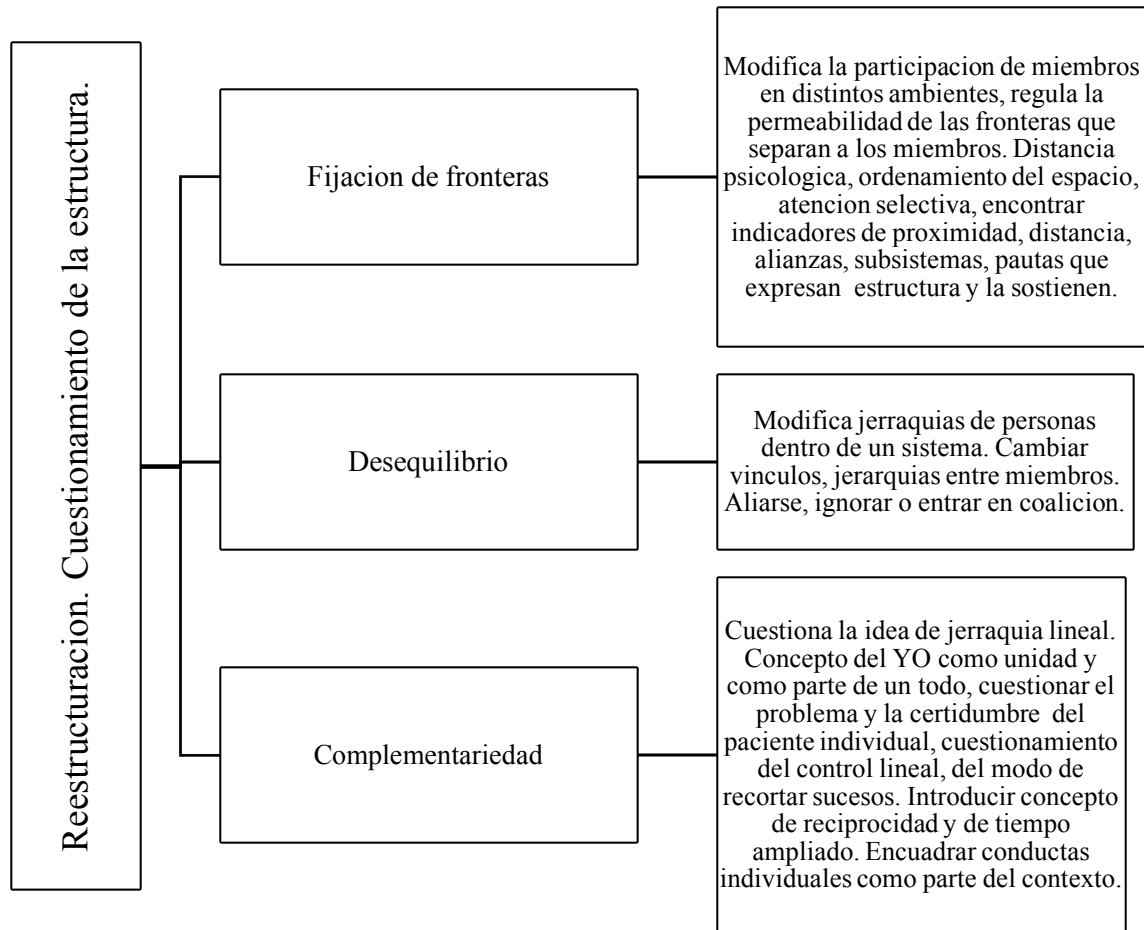 Reestructuracion. Cuestionamiento de la estructura.
Fijacion de fronteras
Modifica la participacion de miembros
en distintos ambientes, regula la
permeabilidad de las fronteras que
separan a los miembros. Distancia
psicologica, ordenamiento del espacio,
atencion selectiva, encontrar
indicadores de proximidad, distancia,
alianzas, subsistemas, pautas que
expresan estructura y la sostienen.
Desequilibrio
Modifica jerraquias de personas
dentro de un sistema. Cambiar
vinculos, jerarquias entre miembros.
Aliarse, ignorar o entrar en coalicion.
Complementariedad
Cuestiona la idea de jerraquia lineal.
Concepto del YO como unidad y
como parte de un todo, cuestionar el
problema y la certidumbre del
paciente individual, cuestionamiento
del control lineal, del modo de
recortar sucesos. Introducir concepto
de reciprocidad y de tiempo
ampliado. Encuadrar conductas
individuales como parte del contexto.